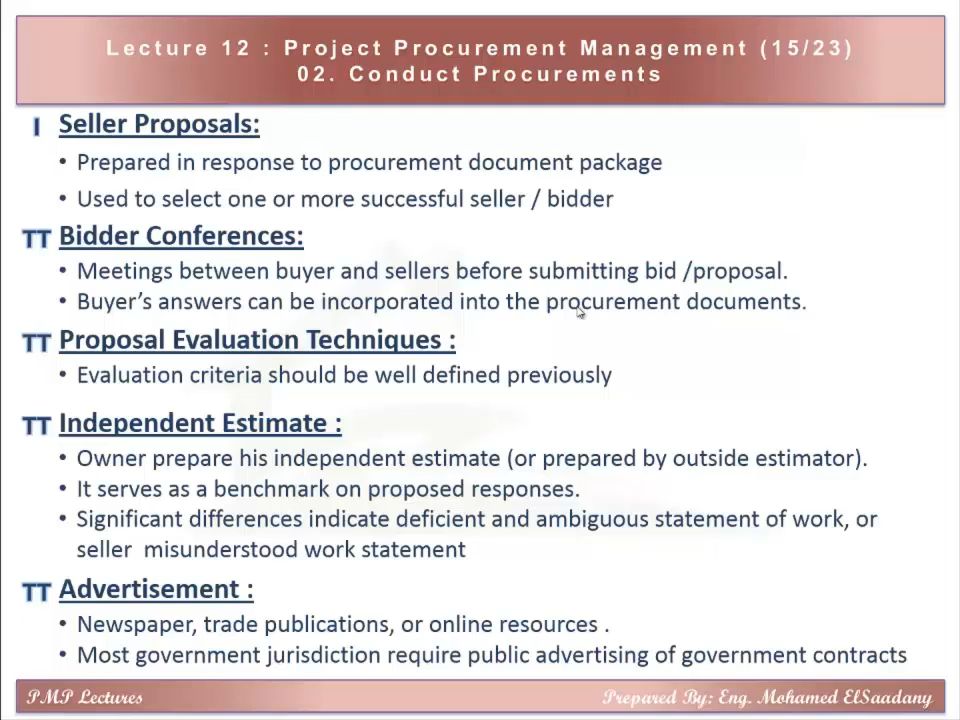 Lecture 12 : Project Procurement Management (15/23)
02. Conduct Procurements
I Seller Proposals:
• Prepared in response to procurement document package
• Used to select one or more successful seller / bidder
TT Bidder Conferences:
• Meetings between buyer and sellers before submitting bid /proposal.
• Buyer's answers can be incorporated into the procurement documents.
TT Proposal Evaluation Techniques :
• Evaluation criteria should be well defined previously
TT Independent Estimate :
• Owner prepare his independent estimate (or prepared by outside estimator).
• It serves as a benchmark on proposed responses.
• Significant differences indicate deficient and ambiguous statement of work, or
seller misunderstood work statement
TT Advertisement :
• Newspaper, trade publications, or online resources .
• Most government jurisdiction require public advertising of government contracts
PMP Lectures
Prepared By: Eng. Mohamed ElSaadany